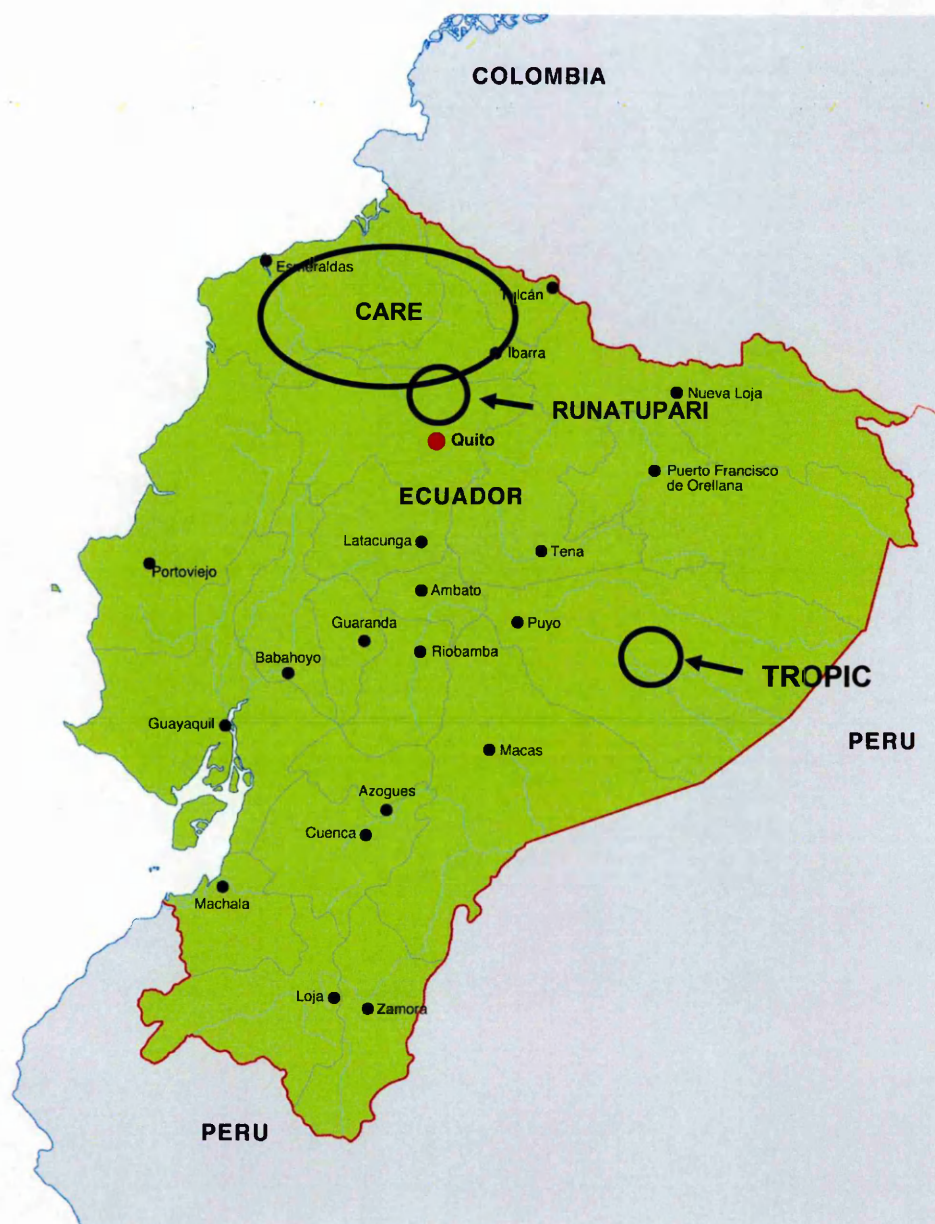 COLOMBIA
Esmeraldas
Tulcán
CARE
Ibarra
Nueva Loja
RUNATUPARI
Quito
Puerto Francisco
de Orellana
ECUADOR
Latacunga
Tena
Portoviejo
Ambato
Guaranda
Puyo
Riobamba
Babahoyo
TROPIC
Guayaquil
PERU
Macas
Azogues
Cuenca
Machala
Loja
Zamora
PERU